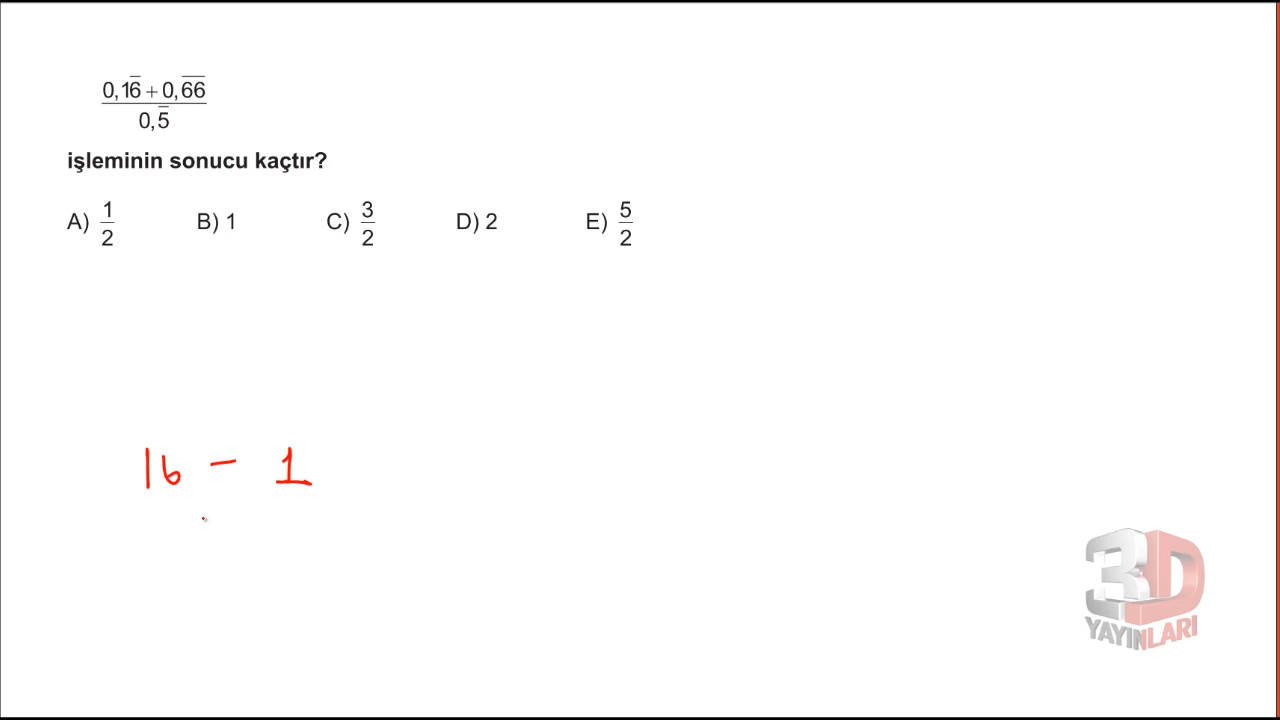 0,16̅ + 0,6̅6̅
0,5̅
işleminin sonucu kaçtır?
A) 1/2 B) 1 C) 3/2 D) 2 E) 5/2
16 - 1
3D
YAYINLARI